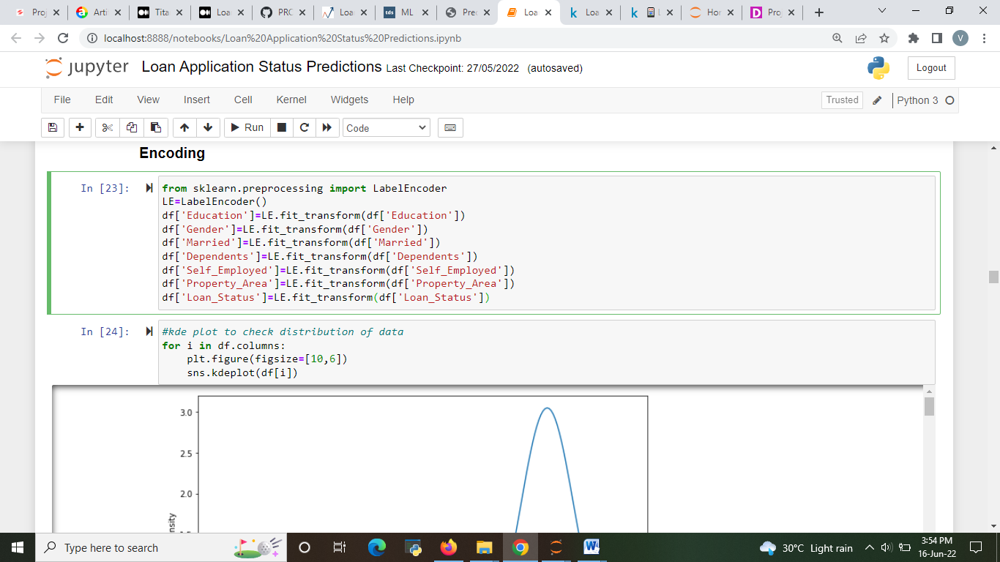 Proj
Arti
Tita
Loan
PRC
Loa
tds
ML
Prec
Loa
k
Loa
k
L
Hor
D
Proj
localhost:8888/notebooks/Loan%20Application%20Status%20Predictions.ipynb
V
jupyter
Loan Application Status Predictions Last Checkpoint: 27/05/2022 (autosaved)
Logout
File Edit View Insert Cell Kernel Widgets Help
Trusted
Python 3
Run
Code
Encoding
In [23]:
from sklearn.preprocessing import LabelEncoder
LE=LabelEncoder()
df['Education']=LE.fit_transform(df['Education'])
df['Gender']=LE.fit_transform(df['Gender'])
df['Married']=LE.fit_transform(df['Married'])
df['Dependents']=LE.fit_transform(df['Dependents'])
df['Self_Employed']=LE.fit_transform(df['Self_Employed'])
df['Property_Area']=LE.fit_transform(df['Property_Area'])
df['Loan_Status']=LE.fit_transform(df['Loan_Status'])
In [24]:
#kde plot to check distribution of data
for i in df.columns:
    plt.figure(figsize=[10,6])
    sns.kdeplot(df[i])
3.0
2.5
2.0
nsity
Type here to search
30°C Light rain
3:54 PM
16-Jun-22